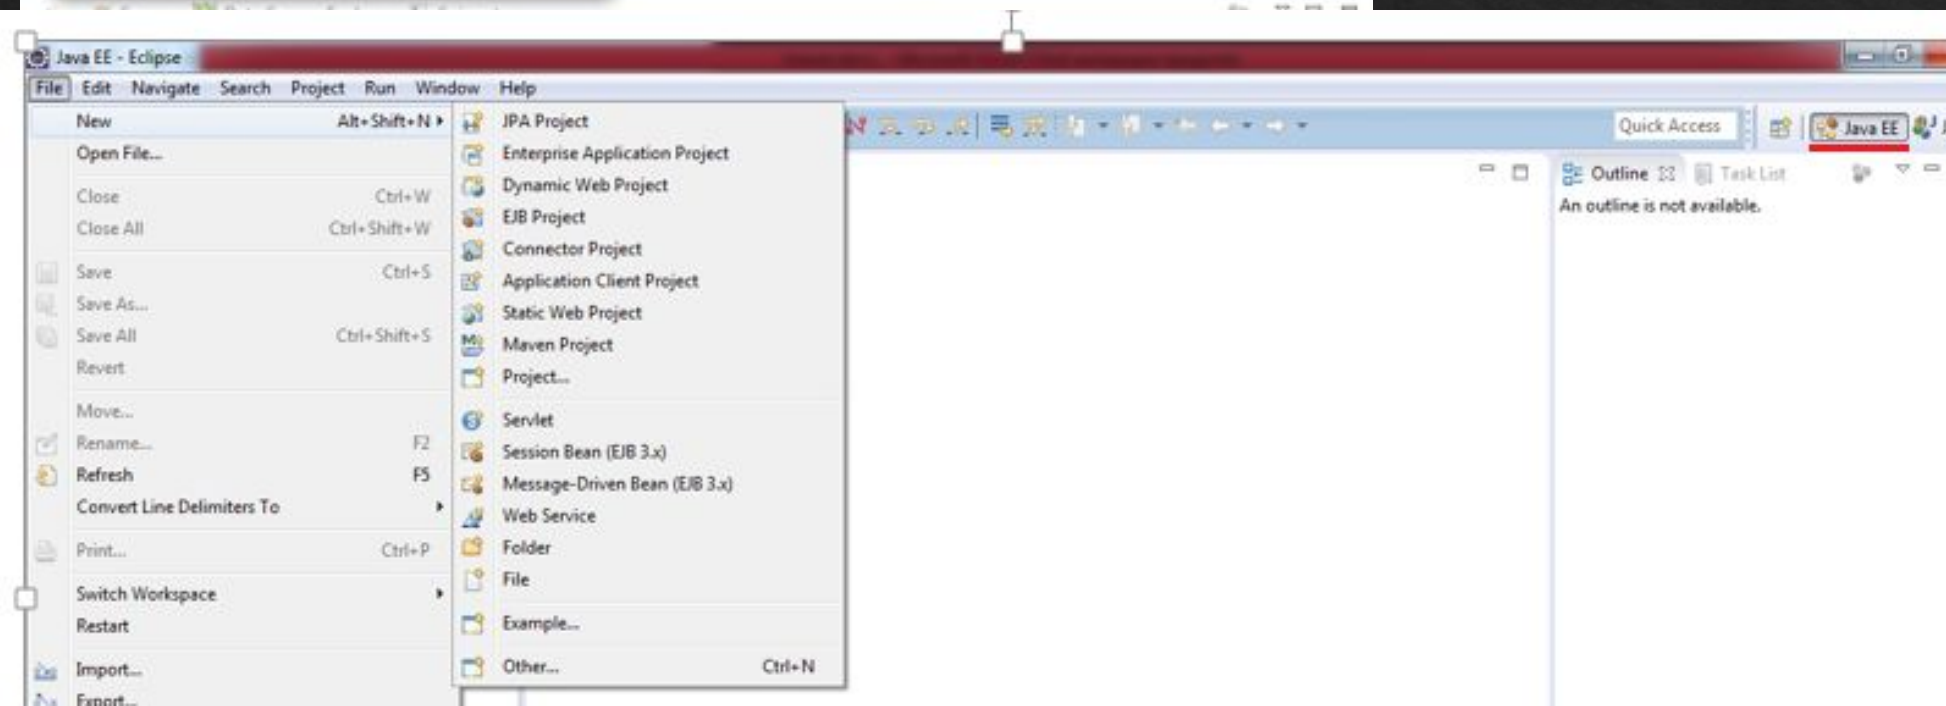 Java EE - Eclipse
File Edit Navigate Search Project Run Window Help
New Alt+Shift+N
Open File...
Close Ctrl+W
Close All Ctrl+Shift+W
Save Ctrl+S
Save As...
Save All Ctrl+Shift+S
Revert
Move...
Rename... F2
Refresh F5
Convert Line Delimiters To
Print... Ctrl+P
Switch Workspace
Restart
Import...
Export...
JPA Project
Enterprise Application Project
Dynamic Web Project
EJB Project
Connector Project
Application Client Project
Static Web Project
Maven Project
Project...
Servlet
Session Bean (EJB 3.x)
Message-Driven Bean (EJB 3.x)
Web Service
Folder
File
Example...
Other... Ctrl+N
Quick Access
Java EE
Outline Task List
An outline is not available.